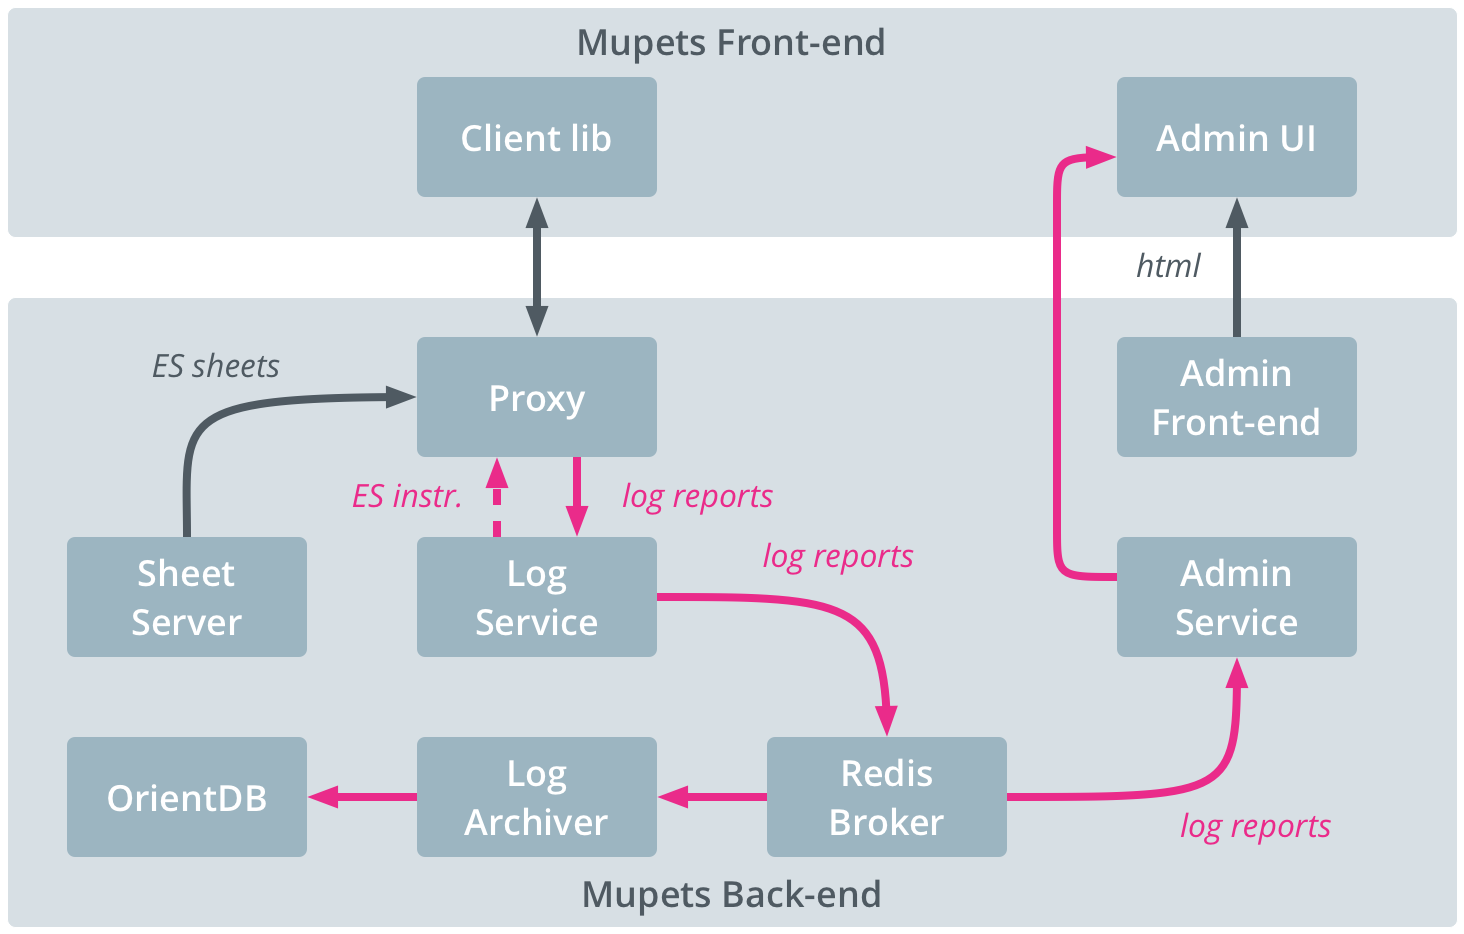 Mupets Front-end
Client lib
Admin UI
html
ES sheets
Proxy
Admin
Front-end
ES instr.
log reports
log reports
Sheet
Server
Log
Service
Admin
Service
OrientDB
Log
Archiver
Redis
Broker
log reports
Mupets Back-end